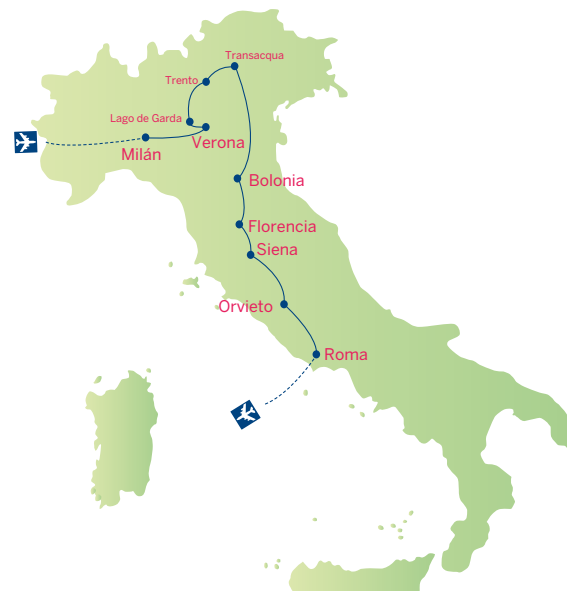 Transacqua
Trento
Lago de Garda
Verona
Milán
Bolonia
Florencia
Siena
Orvieto
Roma